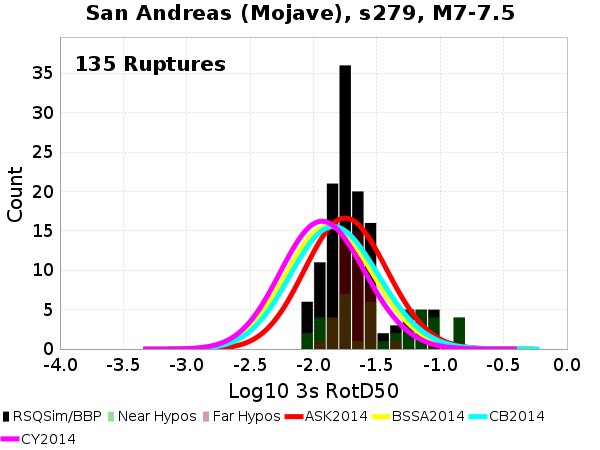 San Andreas (Mojave), s279, M7-7.5
135 Ruptures
Count
35
30
25
20
15
10
5
0
-4.0 -3.5 -3.0 -2.5 -2.0 -1.5 -1.0 -0.5 0.0
Log10 3s RotD50
RSQSim/BBP Near Hypos Far Hypos ASK2014 BSSA2014 CB2014
CY2014